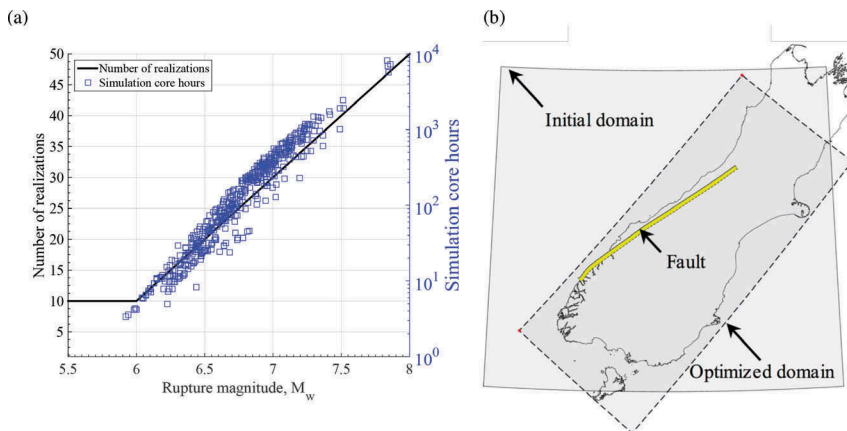 (a)
50
45
40
35
30
25
20
15
10
5
Number of realizations
Number of realizations
Simulation core hours
10^4
10^3
10^2
10^1
10^0
Simulation core hours
5.5 6 6.5 7 7.5 8
Rupture magnitude, M_w
(b)
Initial domain
Fault
Optimized domain